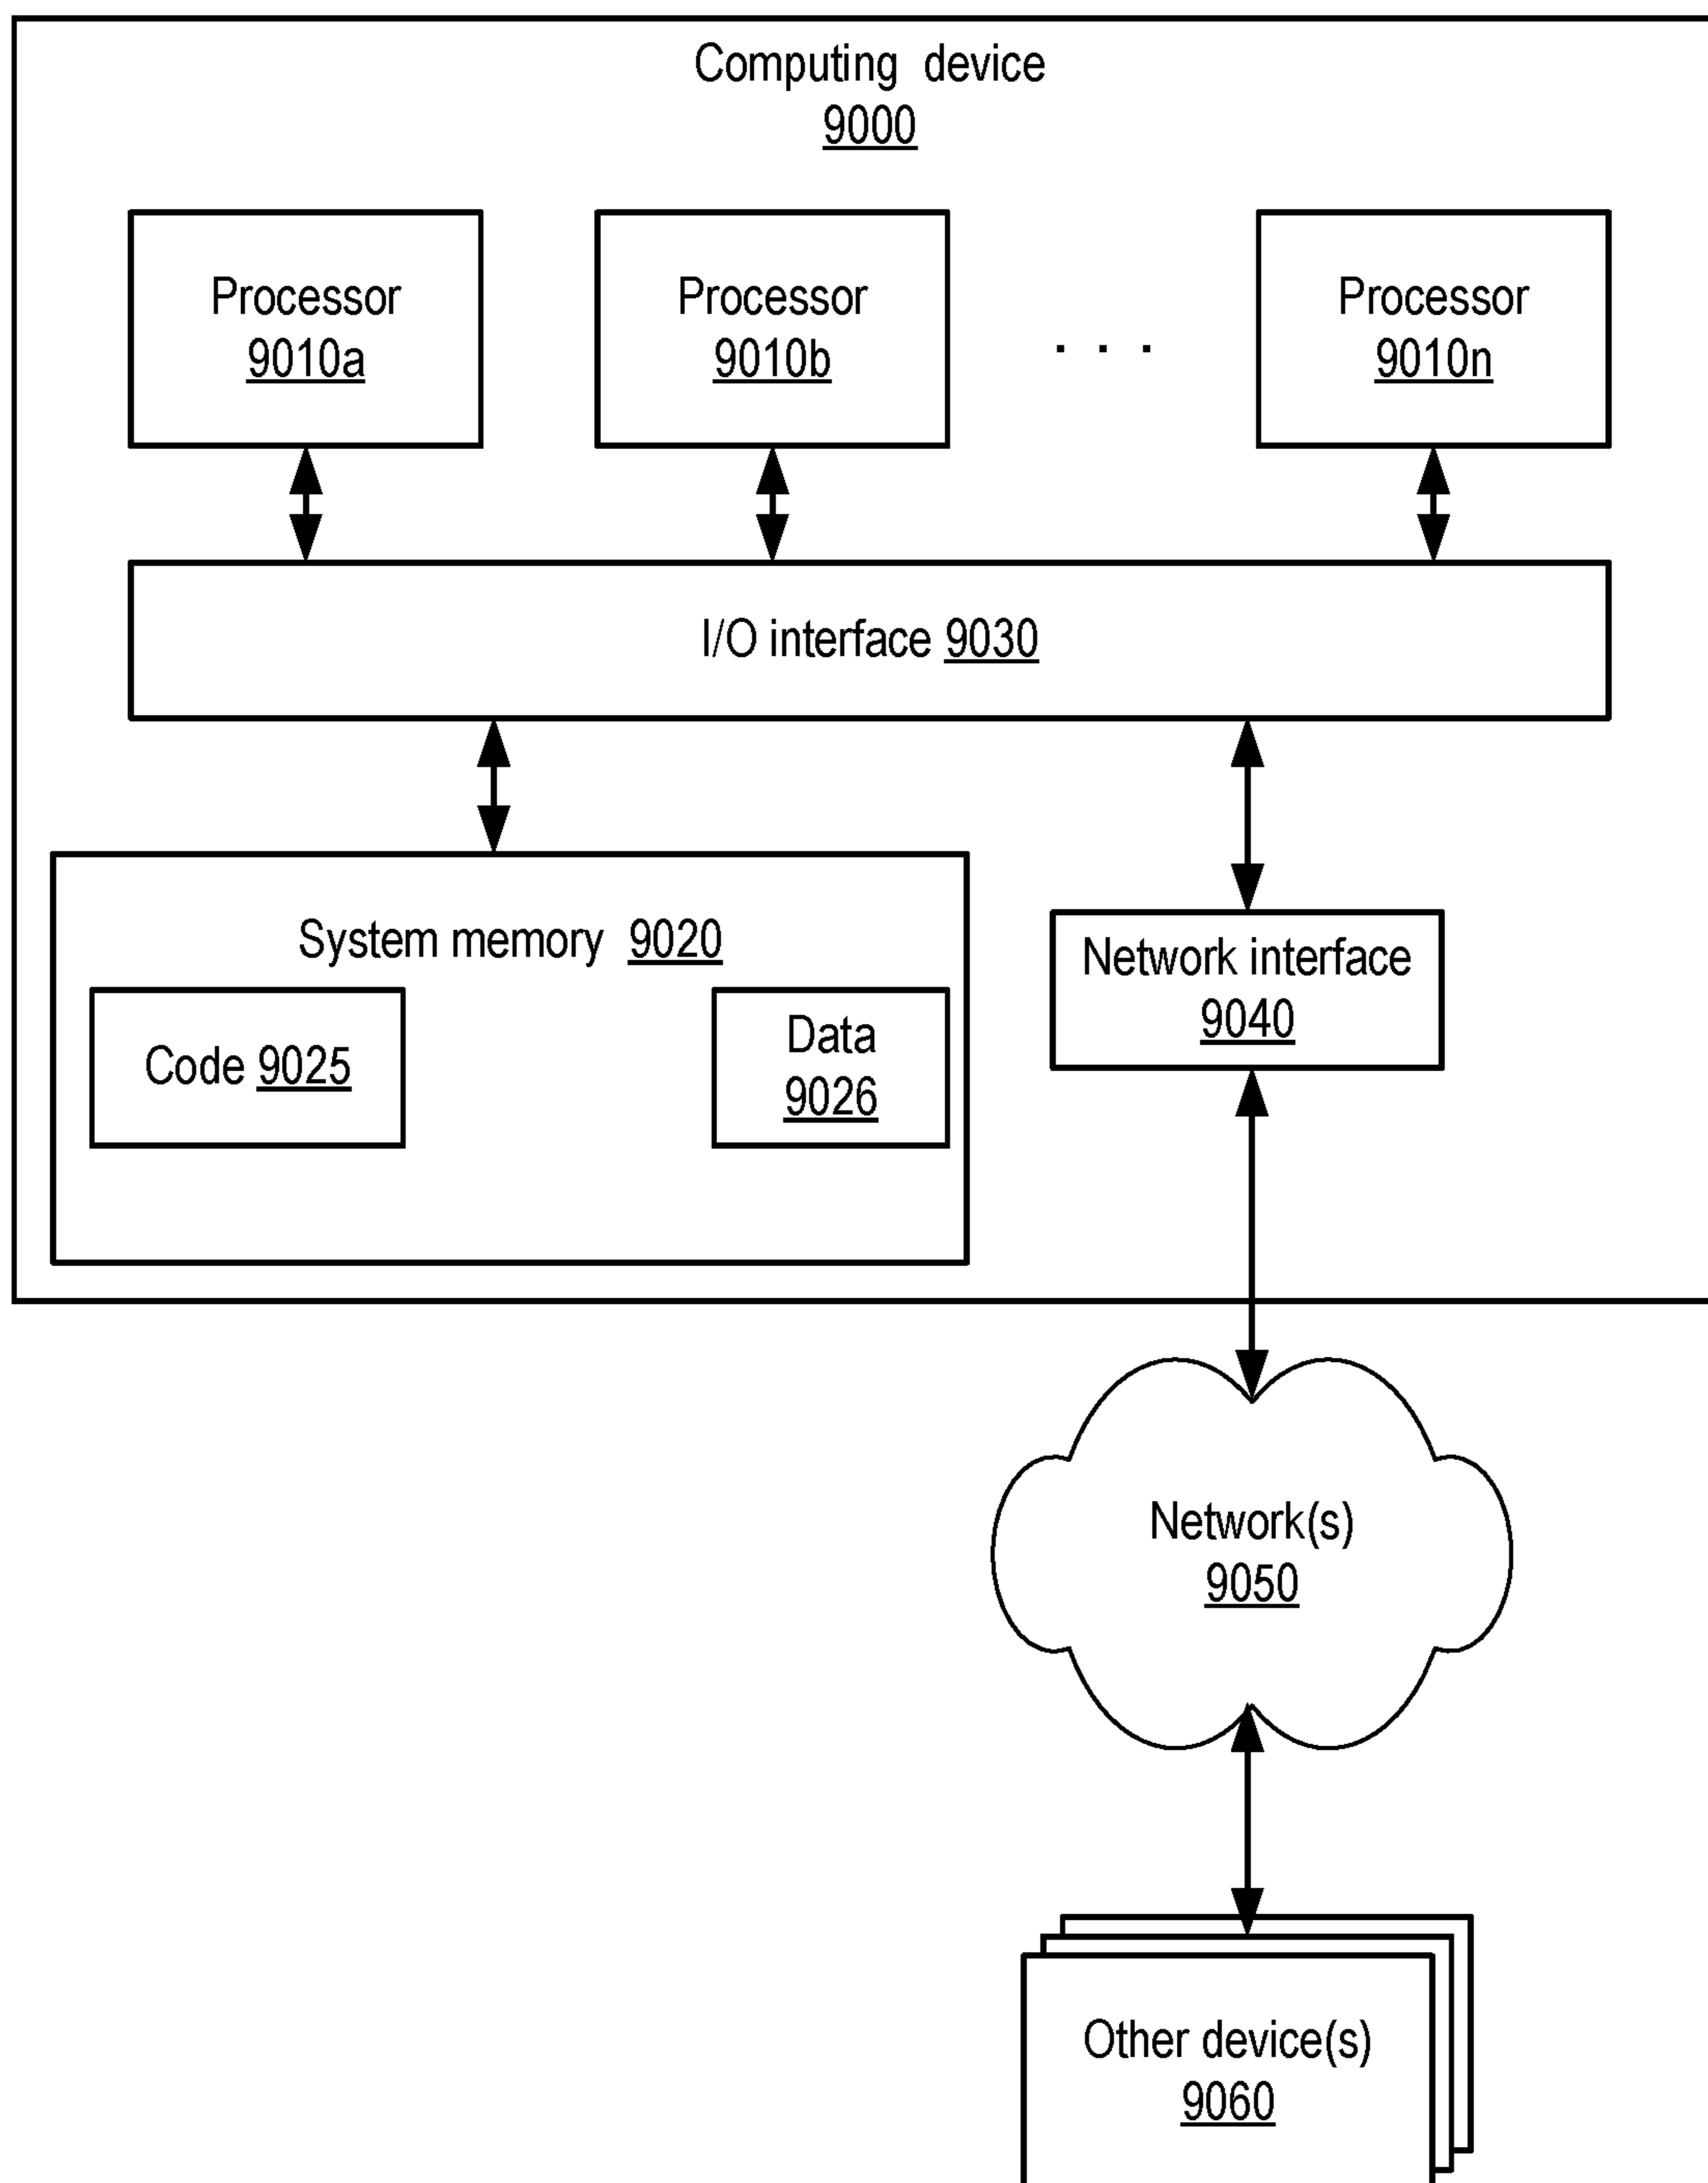 Computing device
9000
Processor
9010a
Processor
9010b
. . .
Processor
9010n
I/O interface 9030
System memory 9020
Code 9025
Data
9026
Network interface
9040
Network(s)
9050
Other device(s)
9060